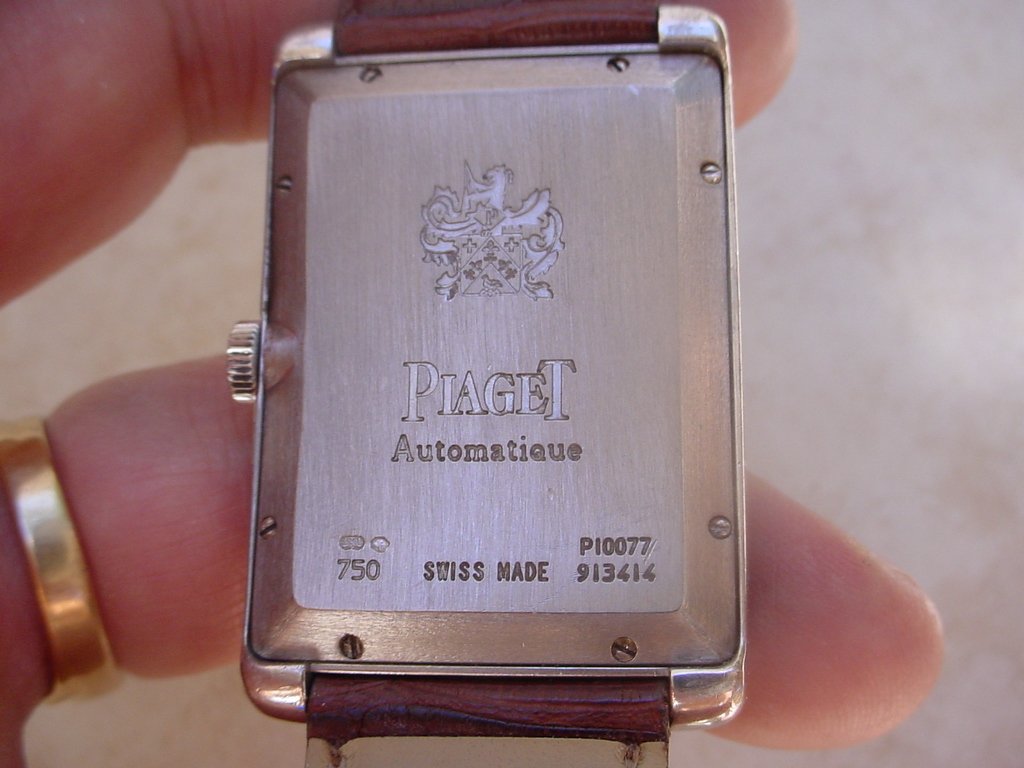 PIAGET
Automatique
P10077/
750 SWISS MADE 913414